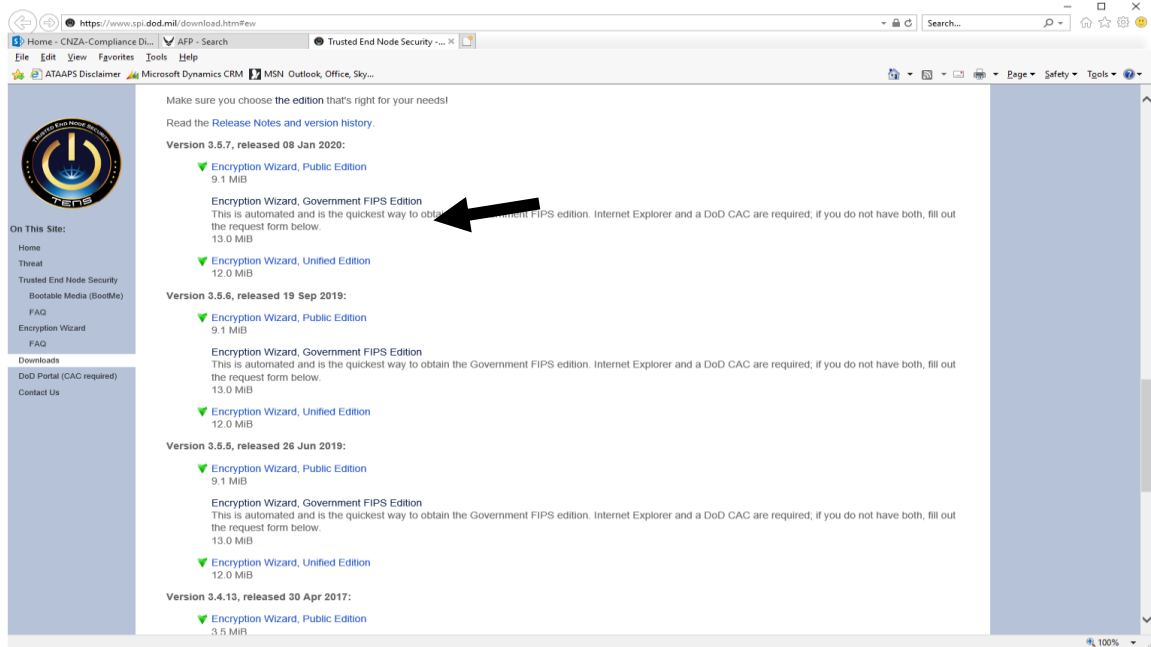 https://www.spi.dod.mil/download.htm#ew
Search...
Home - CNZA-Compliance Di...
AFP - Search
Trusted End Node Security -...
File Edit View Favorites Tools Help
ATAAPS Disclaimer Microsoft Dynamics CRM MSN Outlook, Office, Sky...
Page Safety Tools
TRUSTED END NODE SECURITY
TENS
On This Site:
Home
Threat
Trusted End Node Security
Bootable Media (BootMe)
FAQ
Encryption Wizard
FAQ
Downloads
DoD Portal (CAC required)
Contact Us
Make sure you choose the edition that's right for your needs!
Read the Release Notes and version history.
Version 3.5.7, released 08 Jan 2020:
Encryption Wizard, Public Edition
9.1 MiB
Encryption Wizard, Government FIPS Edition
This is automated and is the quickest way to FIPS edition. Internet Explorer and a DoD CAC are required; if you do not have both, fill out
the request form below.
13.0 MiB
Encryption Wizard, Unified Edition
12.0 MiB
Version 3.5.6, released 19 Sep 2019:
Encryption Wizard, Public Edition
9.1 MiB
Encryption Wizard, Government FIPS Edition
This is automated and is the quickest way to obtain the Government FIPS edition. Internet Explorer and a DoD CAC are required; if you do not have both, fill out
the request form below.
13.0 MiB
Encryption Wizard, Unified Edition
12.0 MiB
Version 3.5.5, released 26 Jun 2019:
Encryption Wizard, Public Edition
9.1 MiB
Encryption Wizard, Government FIPS Edition
This is automated and is the quickest way to obtain the Government FIPS edition. Internet Explorer and a DoD CAC are required; if you do not have both, fill out
the request form below.
13.0 MiB
Encryption Wizard, Unified Edition
12.0 MiB
Version 3.4.13, released 30 Apr 2017:
Encryption Wizard, Public Edition
3.5 MiB
100%